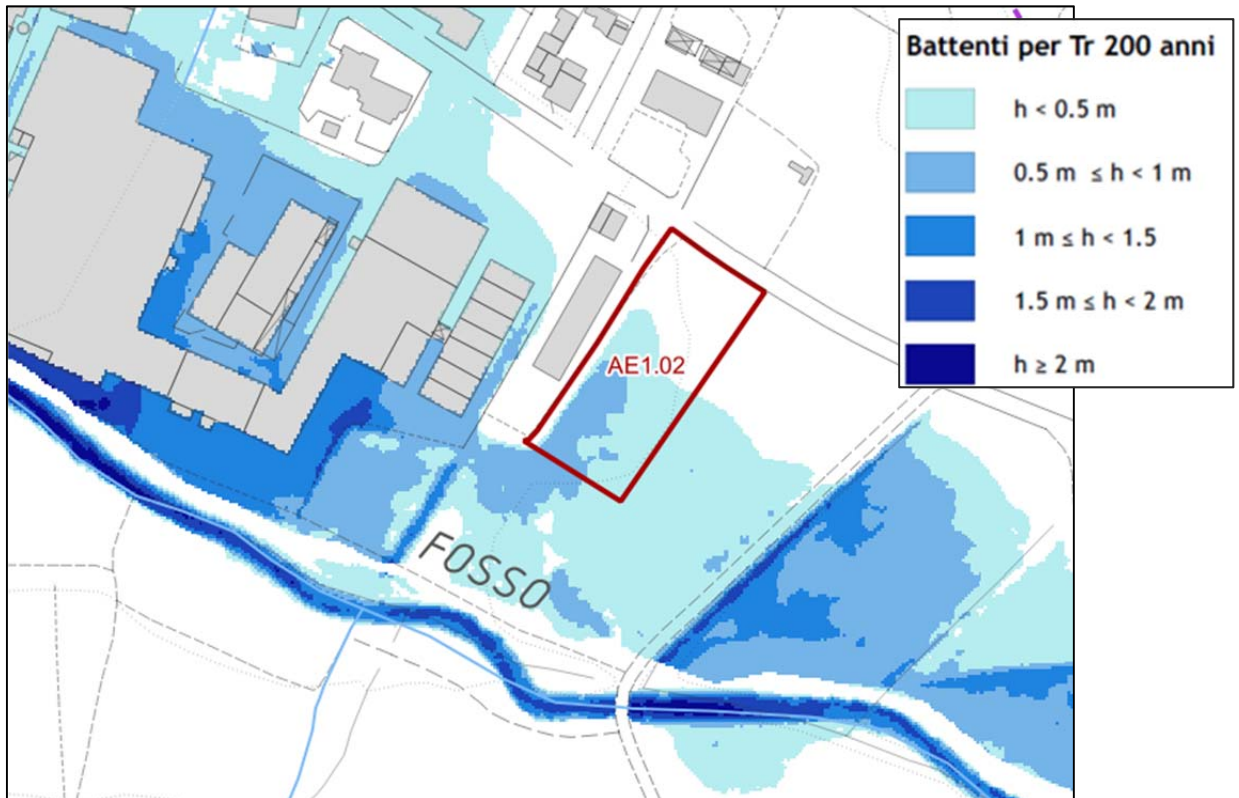 Battenti per Tr 200 anni
h < 0.5 m
0.5 m ≤ h < 1 m
1 m ≤ h < 1.5
1.5 m ≤ h < 2 m
h ≥ 2 m
AE1.02
FOSSO